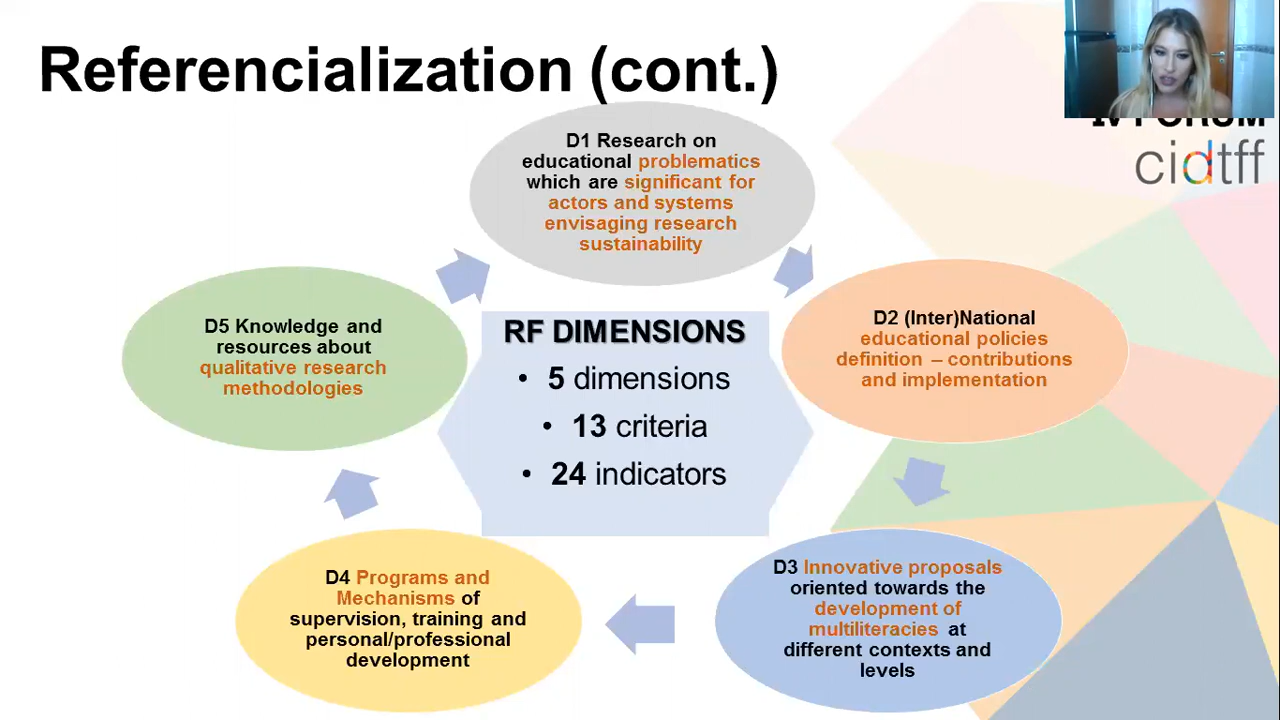 Referencialization (cont.)
IV FORUM
cidtff
D1 Research on
educational problematics
which are significant for
actors and systems
envisaging research
sustainability
D2 (Inter)National
educational policies
definition – contributions
and implementation
D3 Innovative proposals
oriented towards the
development of
multiliteracies at
different contexts and
levels
D4 Programs and
Mechanisms of
supervision, training and
personal/professional
development
D5 Knowledge and
resources about
qualitative research
methodologies
RF DIMENSIONS
• 5 dimensions
• 13 criteria
• 24 indicators